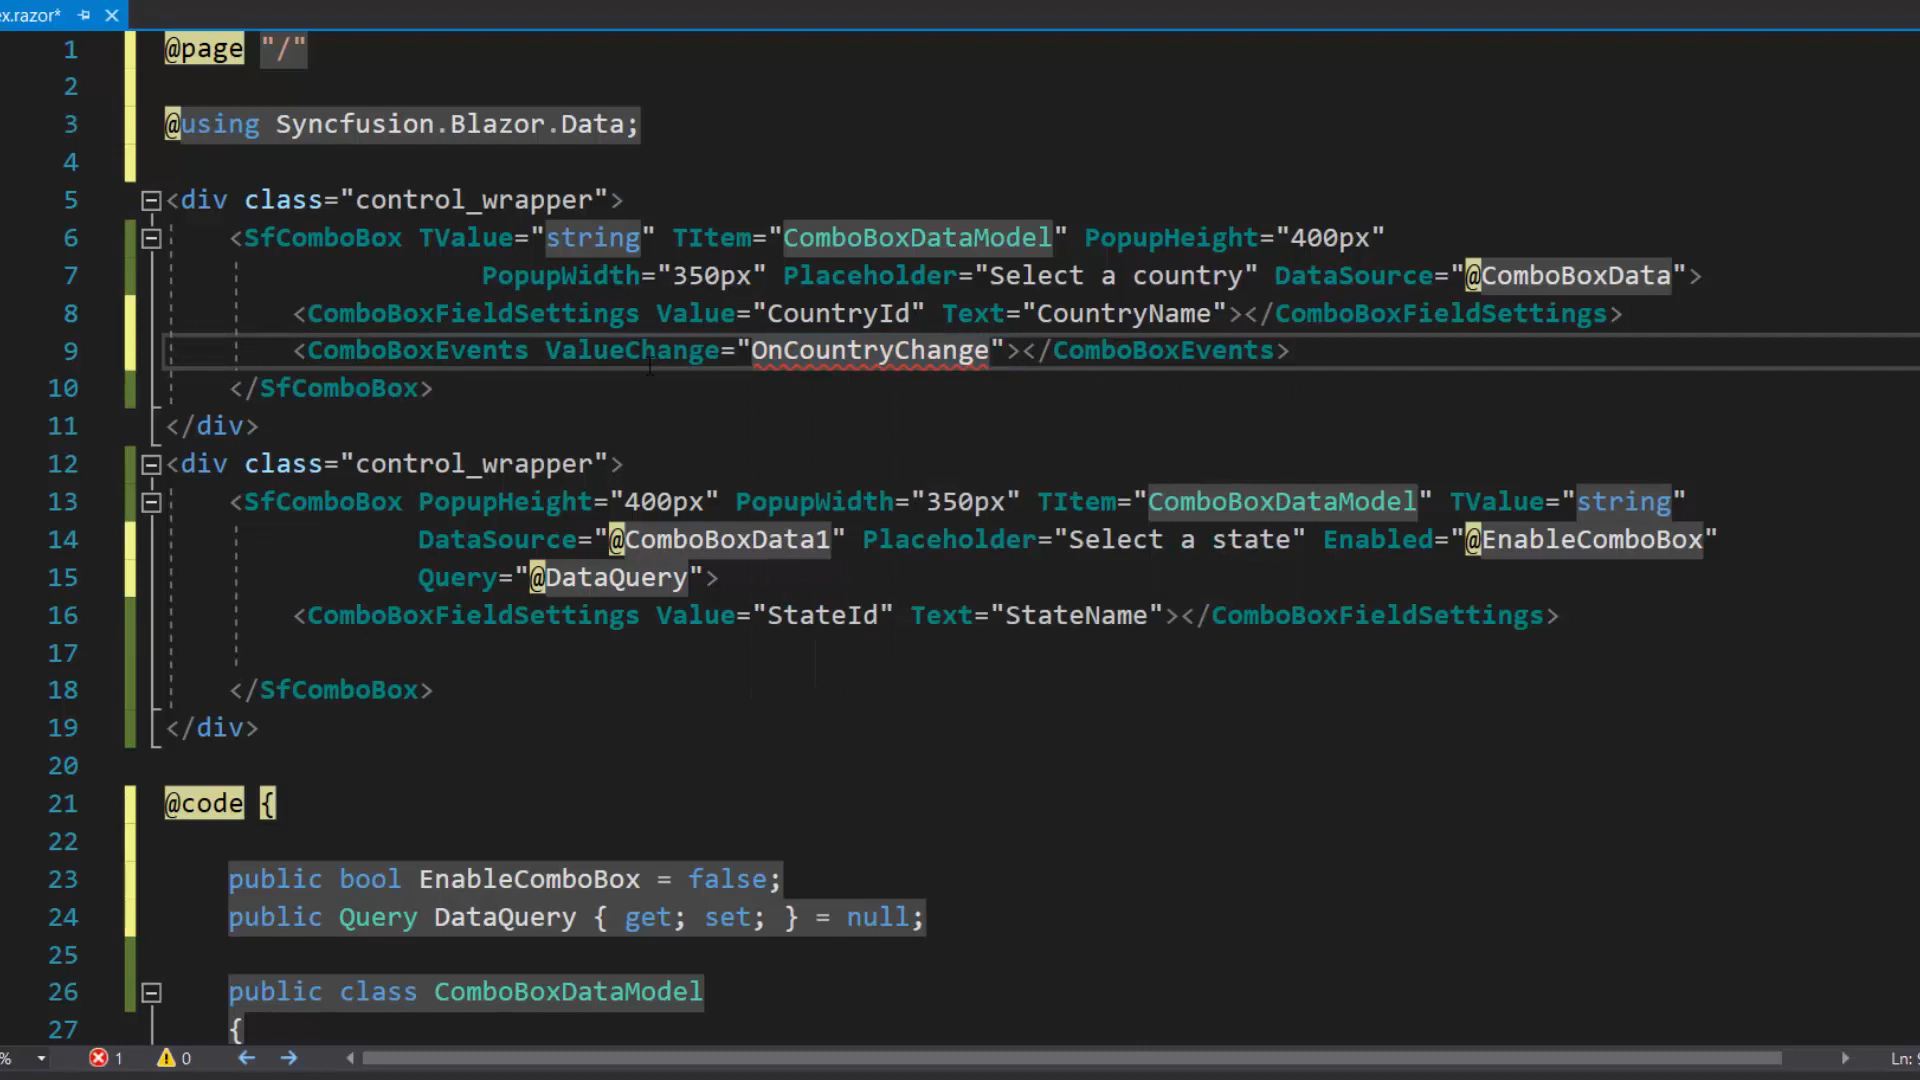 ex.razor*
1 @page "/"
2
3 @using Syncfusion.Blazor.Data;
4
5 <div class="control_wrapper">
6 <SfComboBox TValue="string" TItem="ComboBoxDataModel" PopupHeight="400px"
7 PopupWidth="350px" Placeholder="Select a country" DataSource="@ComboBoxData">
8 <ComboBoxFieldSettings Value="CountryId" Text="CountryName"></ComboBoxFieldSettings>
9 <ComboBoxEvents ValueChange="OnCountryChange"></ComboBoxEvents>
10 </SfComboBox>
11 </div>
12 <div class="control_wrapper">
13 <SfComboBox PopupHeight="400px" PopupWidth="350px" TItem="ComboBoxDataModel" TValue="string"
14 DataSource="@ComboBoxData1" Placeholder="Select a state" Enabled="@EnableComboBox"
15 Query="@DataQuery">
16 <ComboBoxFieldSettings Value="StateId" Text="StateName"></ComboBoxFieldSettings>
17
18 </SfComboBox>
19 </div>
20
21 @code {
22
23 public bool EnableComboBox = false;
24 public Query DataQuery { get; set; } = null;
25
26 public class ComboBoxDataModel
27 {
% 1 0 Ln: